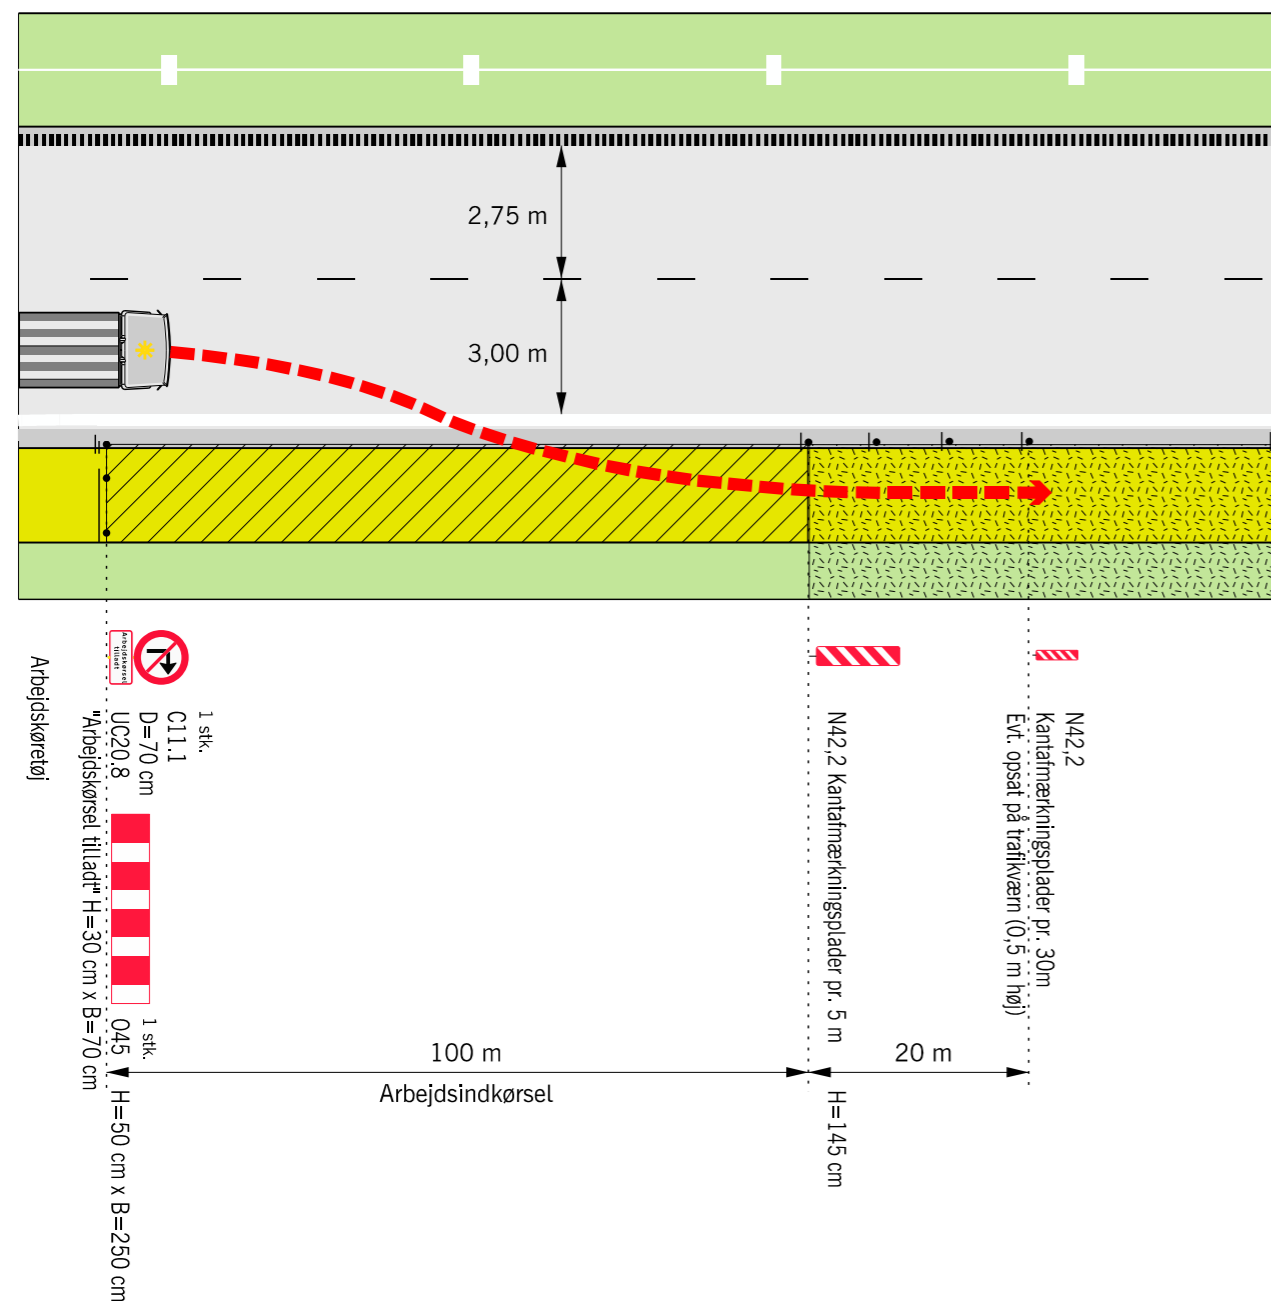 2,75 m
3,00 m
Arbejdskørsel
tilladt
Arbejdskøretøj
1 stk.
C11.1
D=70 cm
UC20.8
"Arbejdskørsel tilladt" H=30 cm x B=70 cm
1 stk.
O45 H=50 cm x B=250 cm
N42,2 Kantafmærkningsplader pr. 5 m H=145 cm
N42,2
Kantafmærkningsplader pr. 30m
Evt. opsat på trafikværn (0,5 m høj)
100 m
Arbejdsindkørsel
20 m